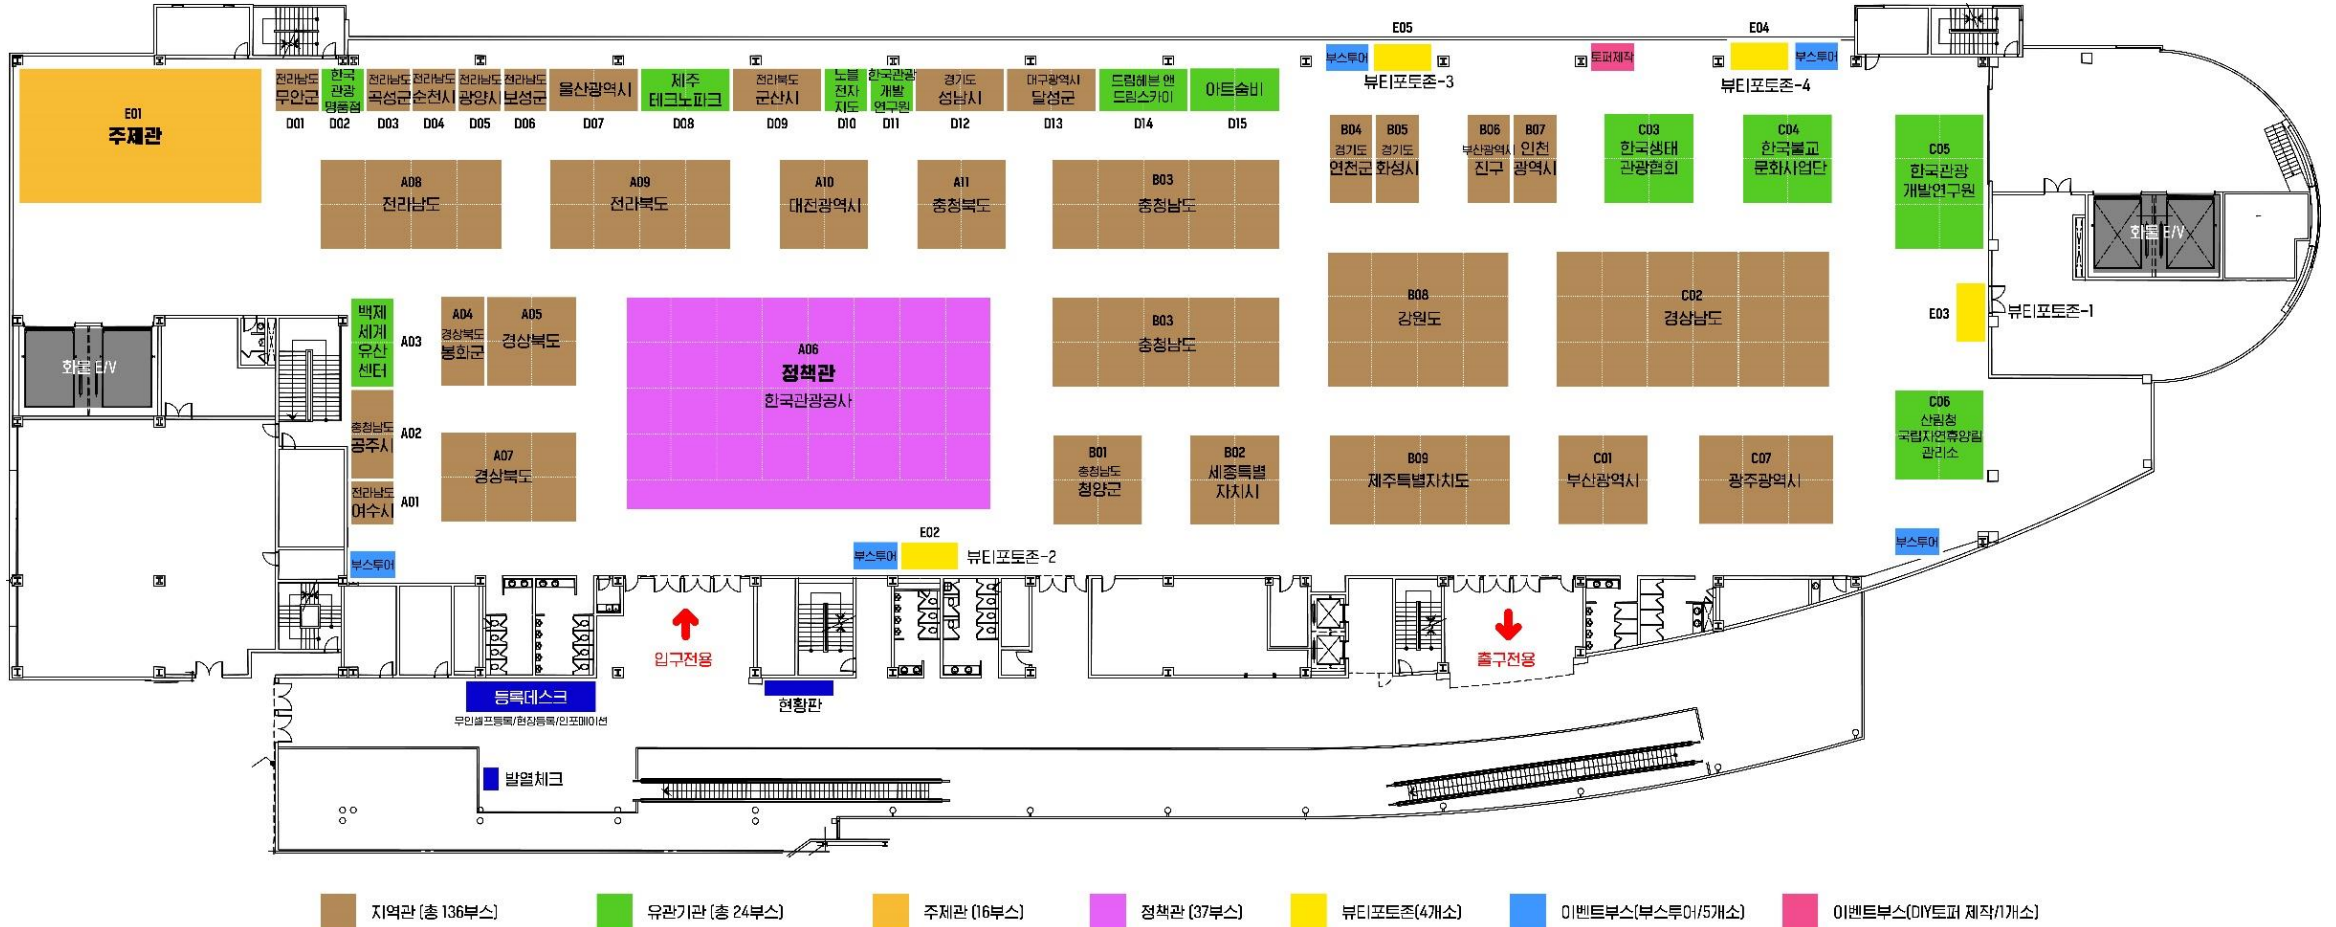 E05
E04
부스투어
토퍼제작
부스투어
뷰티포토존-3
뷰티포토존-4
E01
주제관
전라남도
무안군
D01
한국
관광
명품점
D02
전라남도
곡성군
D03
전라남도
순천시
D04
전라남도
광양시
D05
전라남도
보성군
D06
울산광역시
D07
제주
테크노파크
D08
전라북도
군산시
D09
노블
전자
지도
D10
한국관광
개발
연구원
D11
경기도
성남시
D12
대구광역시
달성군
D13
드림헤븐 앤
드림스카이
D14
아트숨비
D15
B04
경기도
연천군
B05
경기도
화성시
B06
부산광역시
진구
B07
인천
광역시
C03
한국생태
관광협회
C04
한국불교
문화사업단
C05
한국관광
개발연구원
A08
전라남도
A09
전라북도
A10
대전광역시
A11
충청북도
B03
충청남도
화물 E/V
백제
세계
유산
센터
A03
A04
경상북도
봉화군
A05
경상북도
A06
정책관
한국관광공사
B03
충청남도
B08
강원도
C02
경상남도
E03
뷰티포토존-1
화물 E/V
충청남도
공주시
A02
전라남도
여수시
A01
A07
경상북도
B01
충청남도
청양군
B02
세종특별
자치시
B09
제주특별자치도
C01
부산광역시
C07
광주광역시
C06
산림청
국립자연휴양림
관리소
부스투어
부스투어
E02
뷰티포토존-2
부스투어
입구전용
출구전용
등록데스크
무인셀프등록/현장등록/인포메이션
현황판
발열체크
지역관 (총 136부스)
유관기관 (총 24부스)
주제관 (16부스)
정책관 (37부스)
뷰티포토존(4개소)
이벤트부스(부스투어/5개소)
이벤트부스(DIY토퍼 제작/1개소)